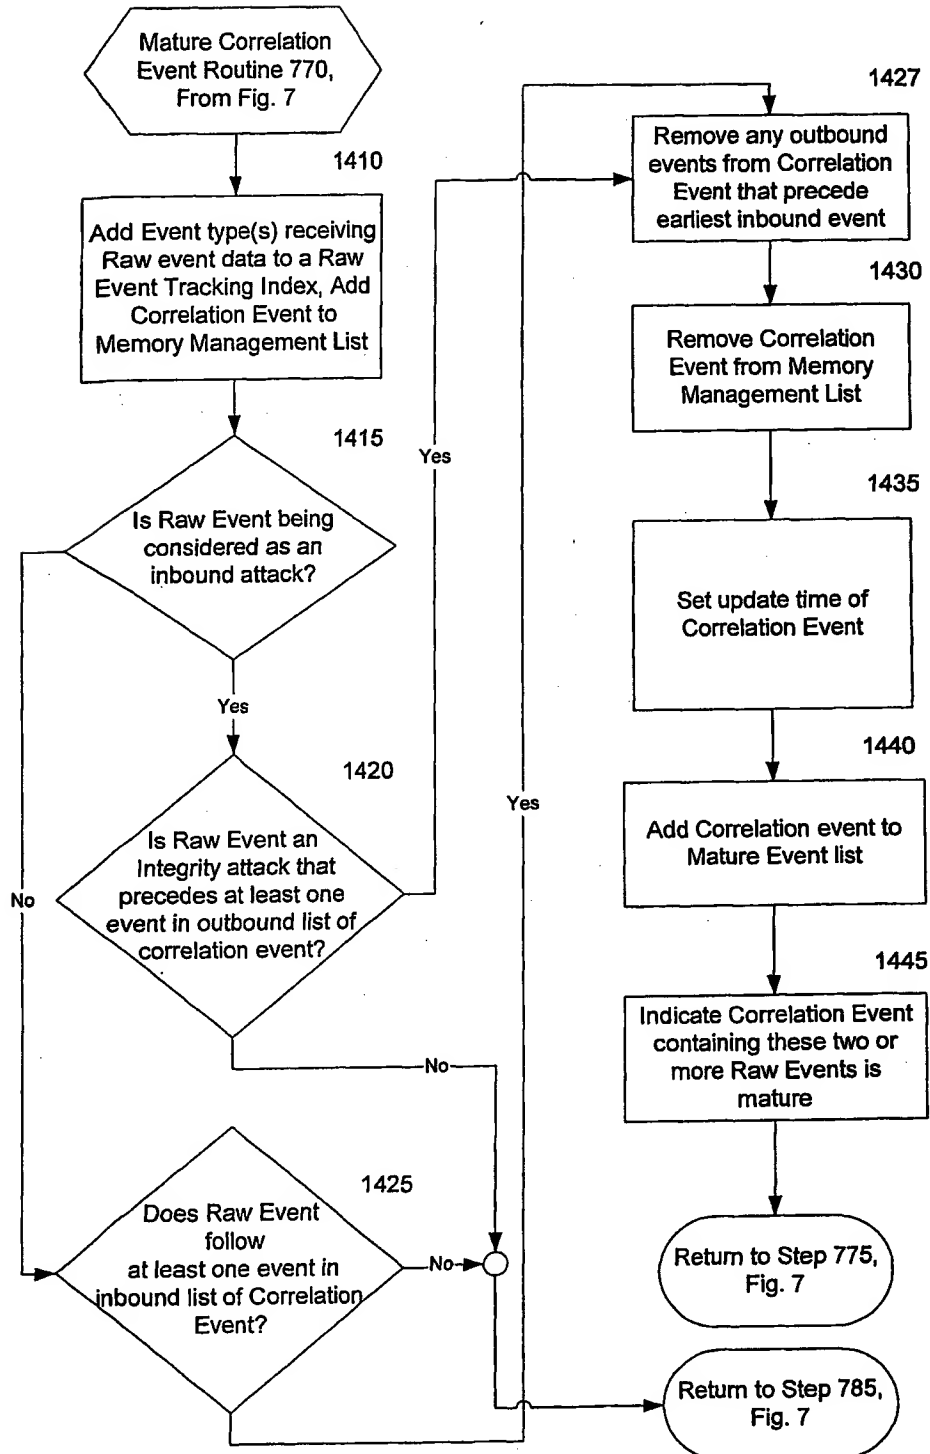 Mature Correlation
Event Routine 770,
From Fig. 7
1410
Add Event type(s) receiving
Raw event data to a Raw
Event Tracking Index, Add
Correlation Event to
Memory Management List
1415
Is Raw Event being
considered as an
inbound attack?
Yes
No
1420
Is Raw Event an
Integrity attack that
precedes at least one
event in outbound list of
correlation event?
Yes
No
1425
Does Raw Event
follow
at least one event in
inbound list of Correlation
Event?
No
Yes
1427
Remove any outbound
events from Correlation
Event that precede
earliest inbound event
1430
Remove Correlation
Event from Memory
Management List
1435
Set update time of
Correlation Event
1440
Add Correlation event to
Mature Event list
1445
Indicate Correlation Event
containing these two or
more Raw Events is
mature
Return to Step 775,
Fig. 7
Return to Step 785,
Fig. 7